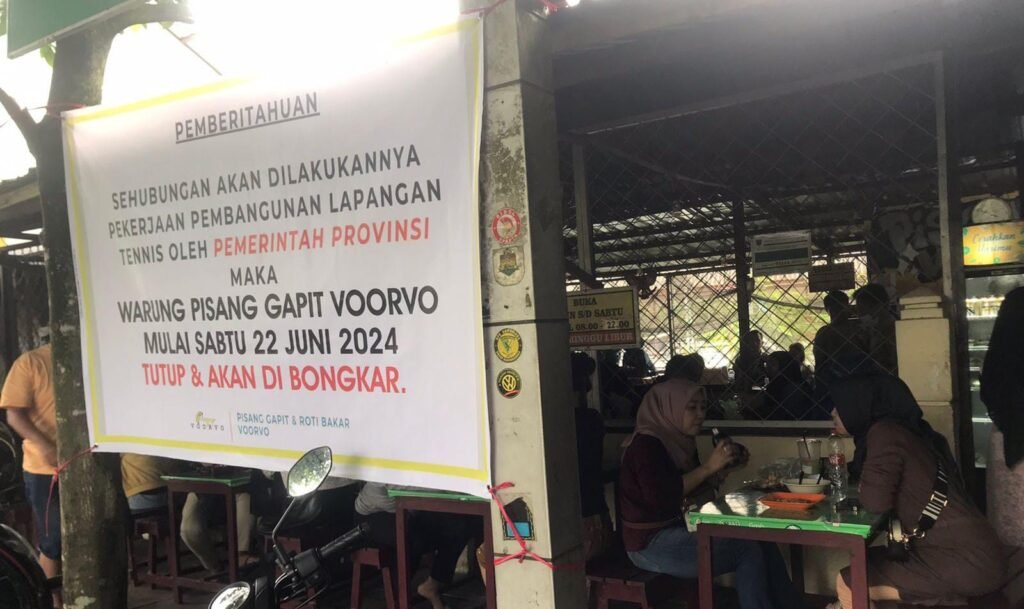 PEMBERITAHUAN
SEHUBUNGAN AKAN DILAKUKANNYA
PEKERJAAN PEMBANGUNAN LAPANGAN
TENNIS OLEH PEMERINTAH PROVINSI
MAKA
WARUNG PISANG GAPIT VOORVO
MULAI SABTU 22 JUNI 2024
TUTUP & AKAN DI BONGKAR.
VOORVO
PISANG GAPIT & ROTI BAKAR
VOORVO
BUKA
S/D SABTU
08.00 - 22.00
MINGGU LIBUR